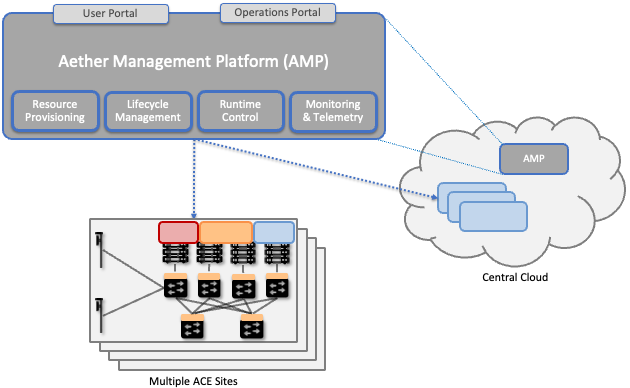 User Portal
Operations Portal
Aether Management Platform (AMP)
Resource
Provisioning
Lifecycle
Management
Runtime
Control
Monitoring
& Telemetry
AMP
Central Cloud
Multiple ACE Sites